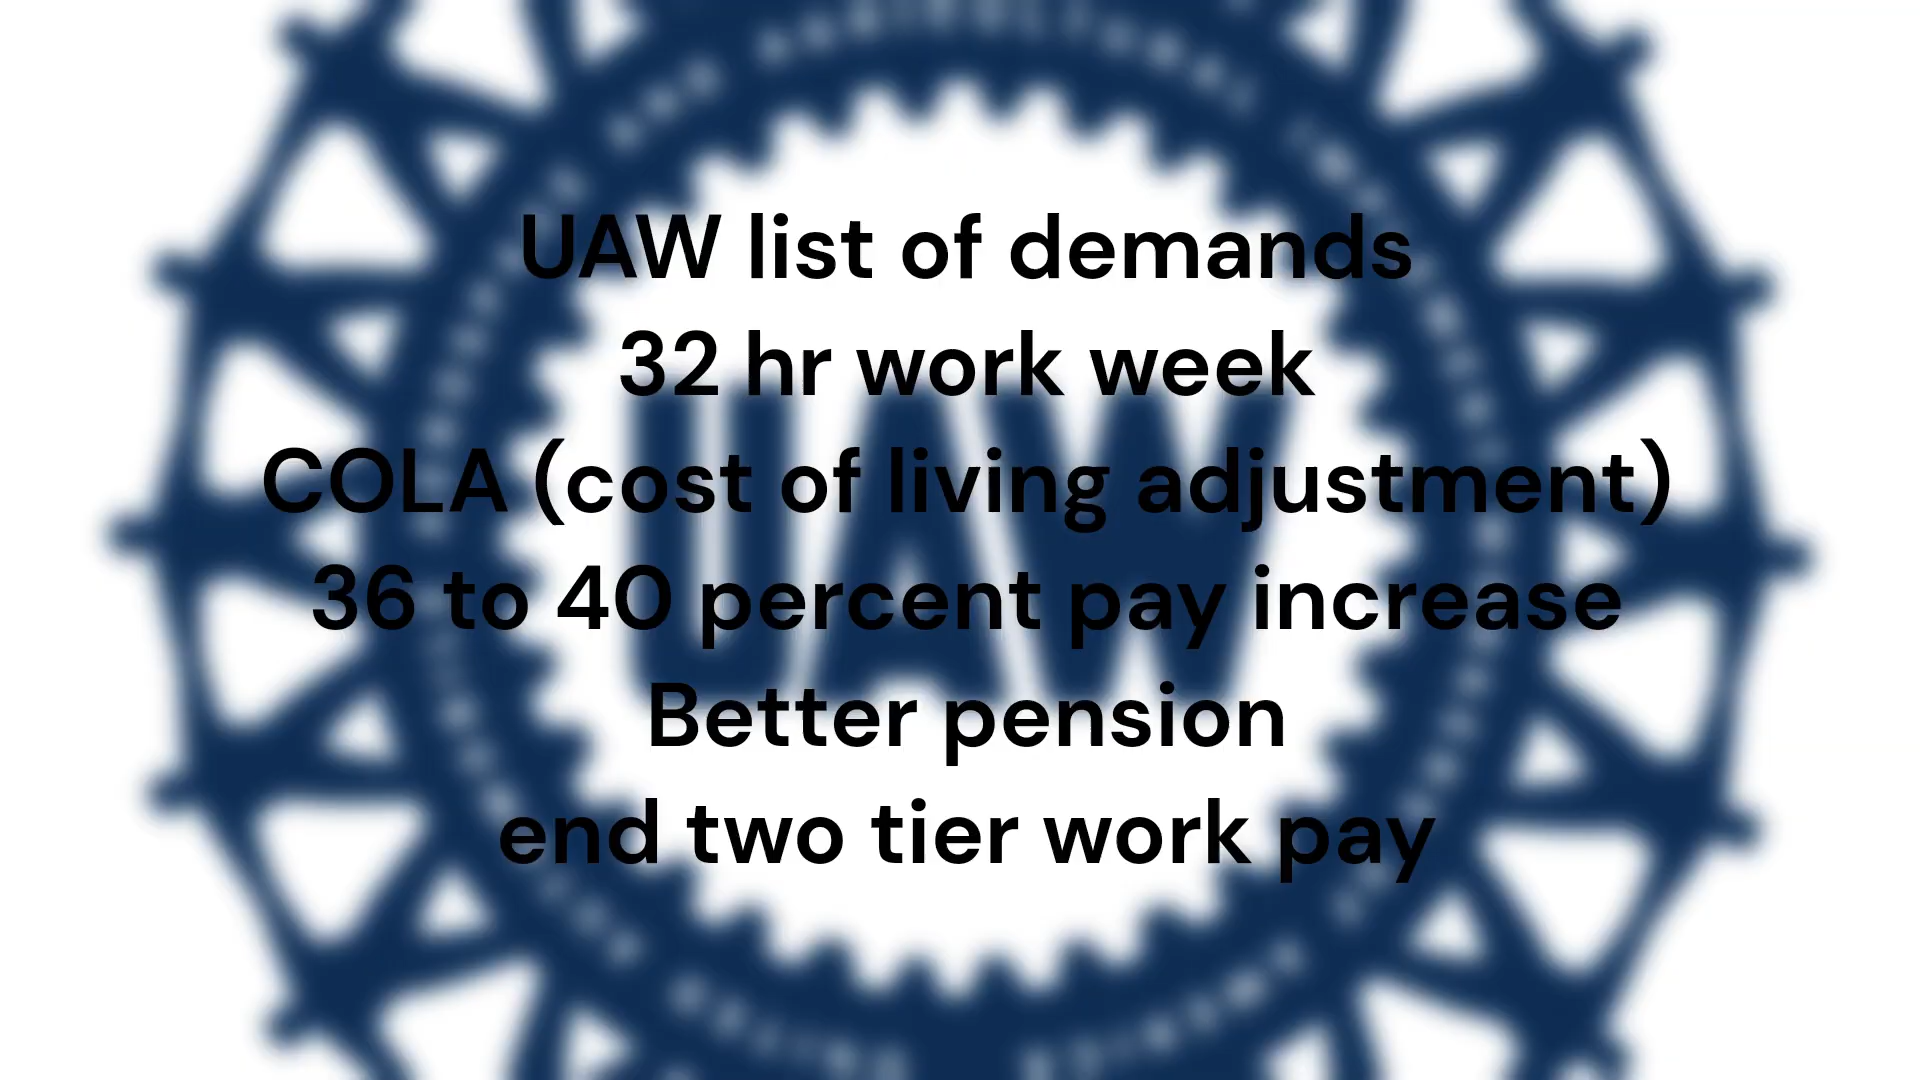 UAW list of demands
32 hr work week
COLA (cost of living adjustment)
36 to 40 percent pay increase
Better pension
end two tier work pay
UAW